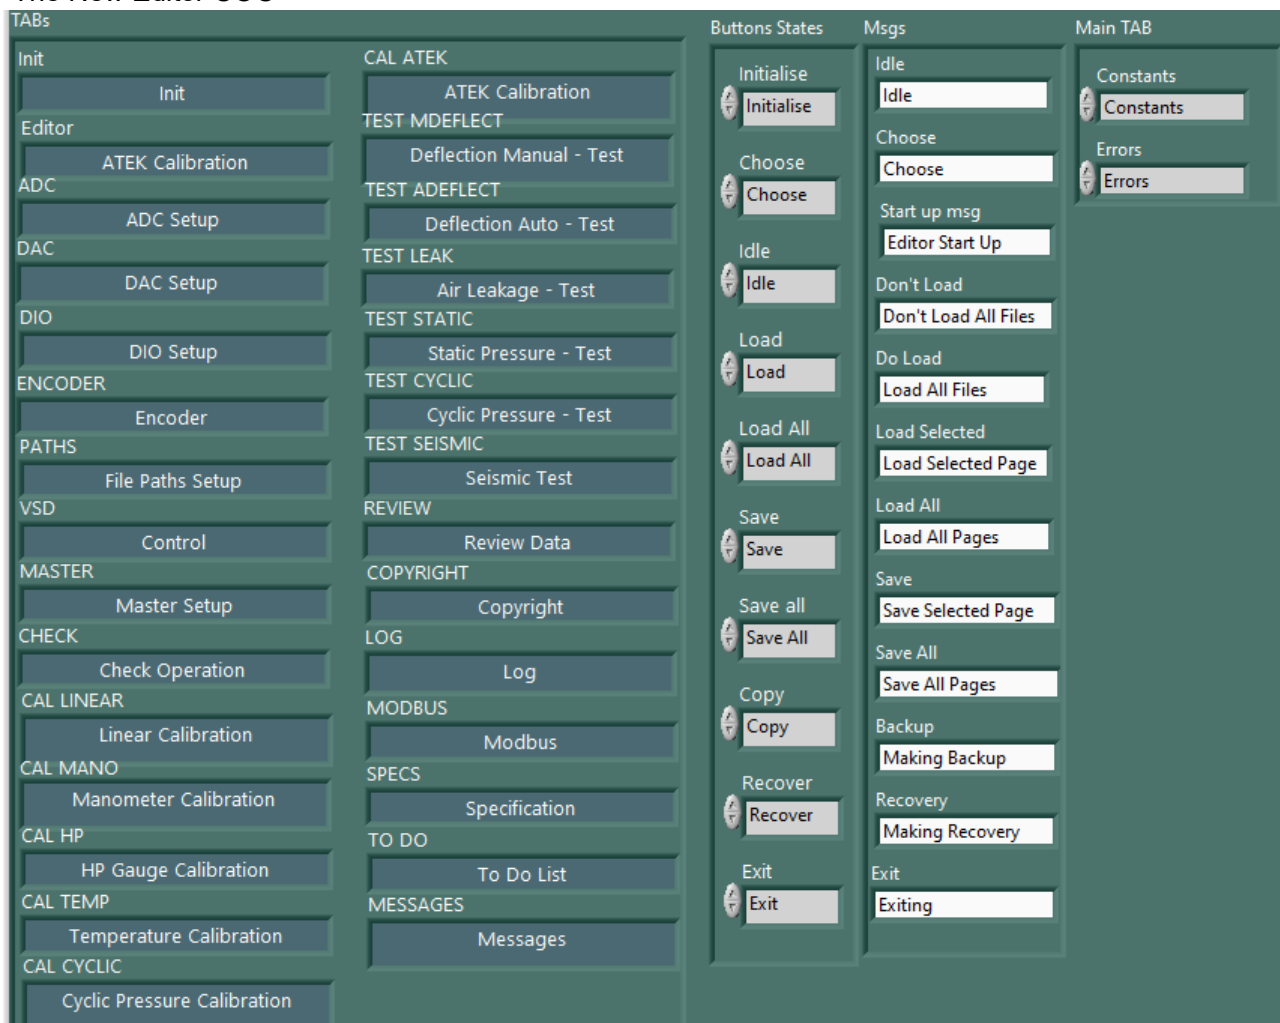 TABs
Init
Init
Editor
ATEK Calibration
ADC
ADC Setup
DAC
DAC Setup
DIO
DIO Setup
ENCODER
Encoder
PATHS
File Paths Setup
VSD
Control
MASTER
Master Setup
CHECK
Check Operation
CAL LINEAR
Linear Calibration
CAL MANO
Manometer Calibration
CAL HP
HP Gauge Calibration
CAL TEMP
Temperature Calibration
CAL CYCLIC
Cyclic Pressure Calibration
CAL ATEK
ATEK Calibration
TEST MDEFLECT
Deflection Manual - Test
TEST ADEFLECT
Deflection Auto - Test
TEST LEAK
Air Leakage - Test
TEST STATIC
Static Pressure - Test
TEST CYCLIC
Cyclic Pressure - Test
TEST SEISMIC
Seismic Test
REVIEW
Review Data
COPYRIGHT
Copyright
LOG
Log
MODBUS
Modbus
SPECS
Specification
TO DO
To Do List
MESSAGES
Messages
Buttons States
Initialise
Initialise
Choose
Choose
Idle
Idle
Load
Load
Load All
Load All
Save
Save
Save all
Save All
Copy
Copy
Recover
Recover
Exit
Exit
Msgs
Idle
Idle
Choose
Choose
Start up msg
Editor Start Up
Don't Load
Don't Load All Files
Do Load
Load All Files
Load Selected
Load Selected Page
Load All
Load All Pages
Save
Save Selected Page
Save All
Save All Pages
Backup
Making Backup
Recovery
Making Recovery
Exit
Exiting
Main TAB
Constants
Constants
Errors
Errors